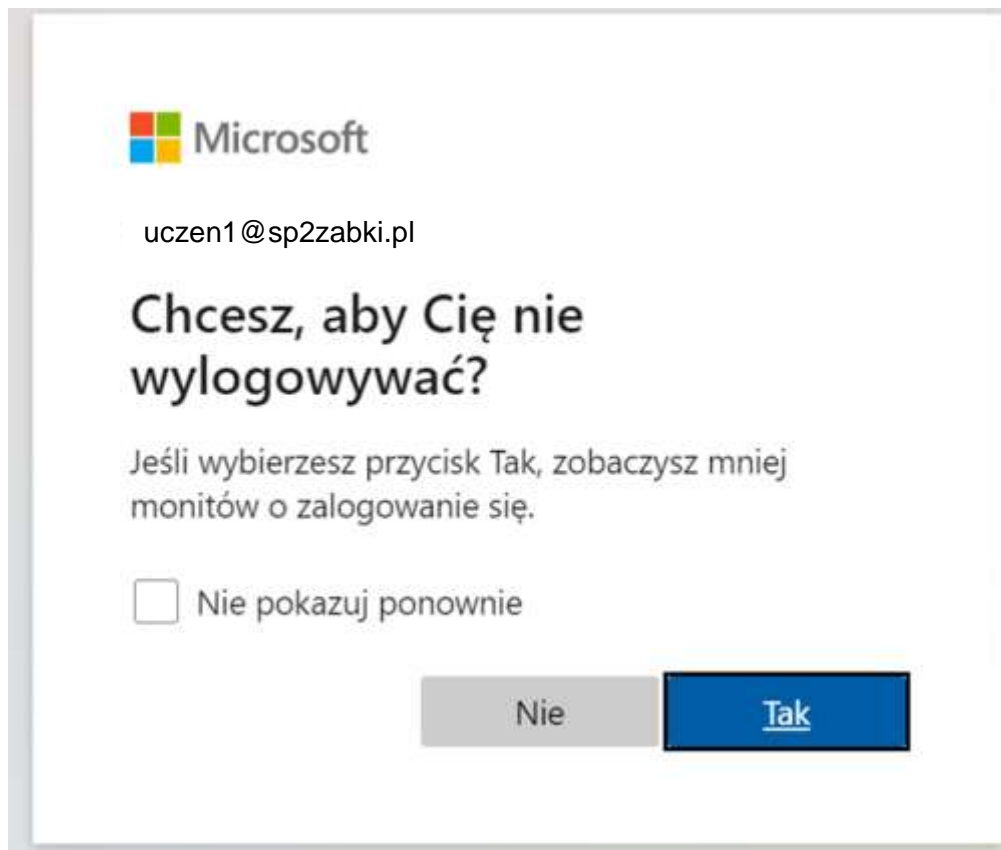 Microsoft
uczen1@sp2zabki.pl
Chcesz, aby Cię nie
wylogowywać?
Jeśli wybierzesz przycisk Tak, zobaczysz mniej
monitów o zalogowanie się.
Nie pokazuj ponownie
Nie
Tak